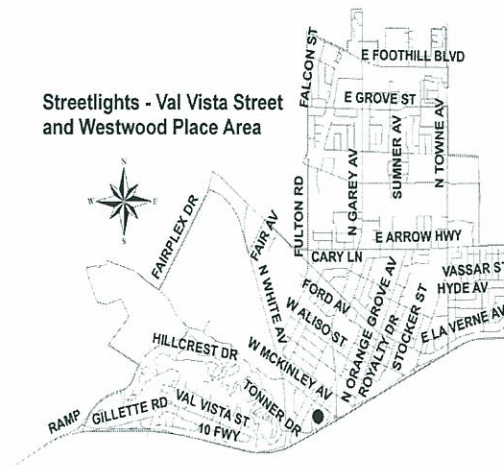 Streetlights - Val Vista Street
and Westwood Place Area
N
W
E
S
FALCON ST
E FOOTHILL BLVD
E GROVE ST
SUMNER AV
N TOWNE AV
N GAREY AV
FULTON RD
E ARROW HWY
CARY LN
FAIRPLEX DR
FAIR AV
N WHITE AV
FORD AV
W ALISO ST
N ORANGE GROVE AV
ROYALTY DR
STOCKER ST
VASSAR ST
HYDE AV
E LA VERNE AV
W MCKINLEY AV
HILLCREST DR
TONNER DR
VAL VISTA ST
10 FWY
GILLETTE RD
RAMP